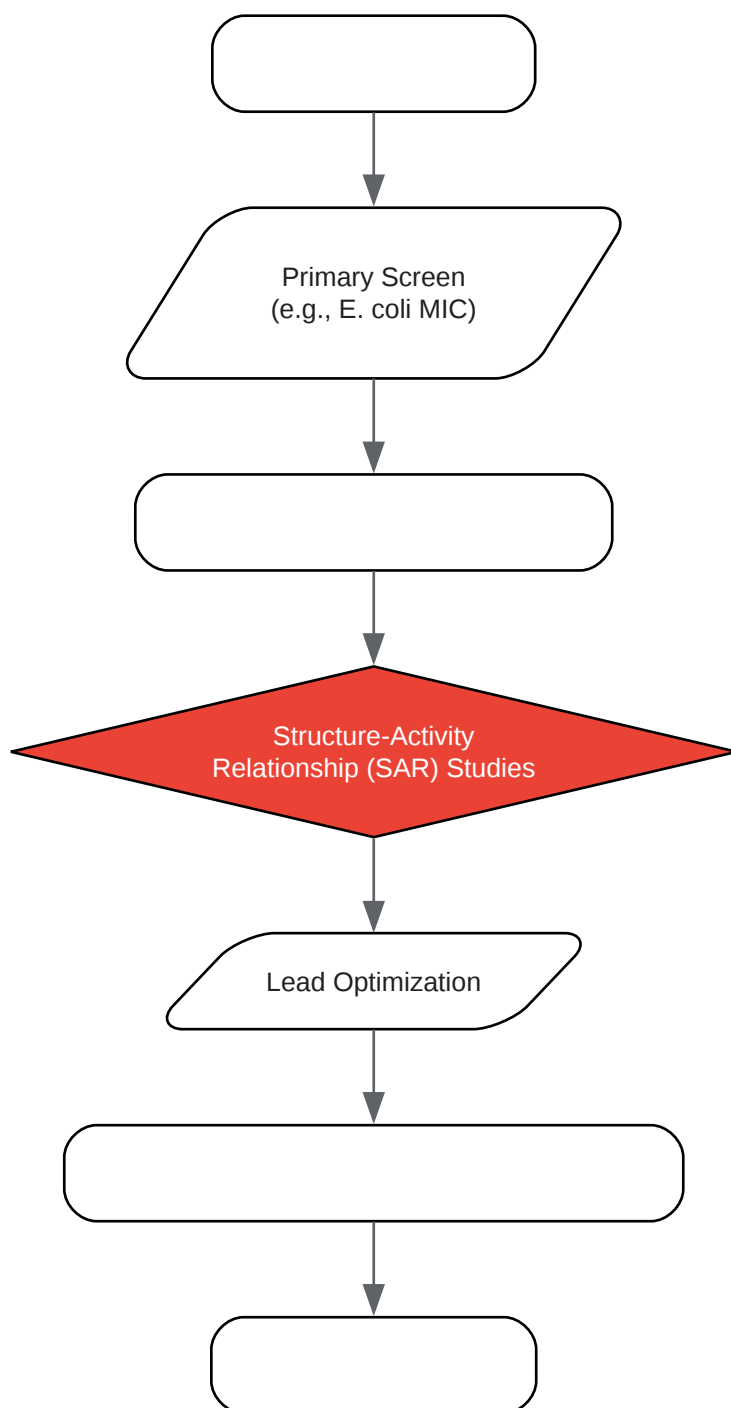 Primary Screen
(e.g., E. coli MIC)
Structure-Activity
Relationship (SAR) Studies
Lead Optimization